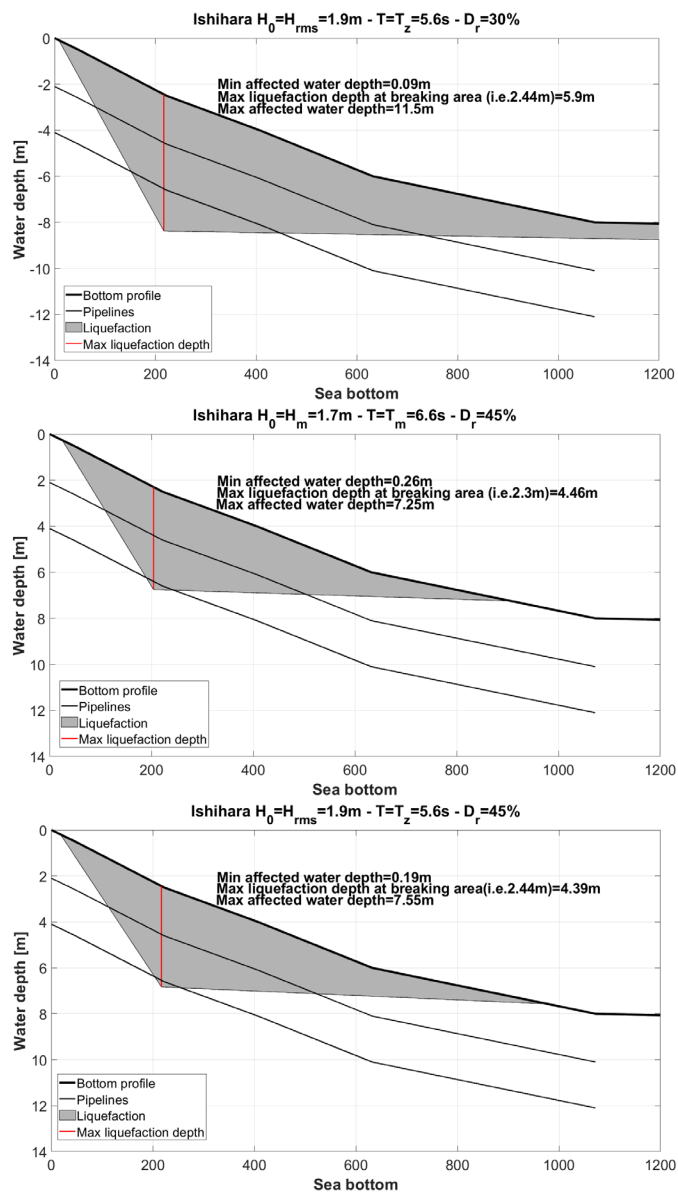 Ishihara H0=Hrms=1.9m - T=Tz=5.6s - Dr=30%
Min affected water depth=0.09m
Max liquefaction depth at breaking area (i.e.2.44m)=5.9m
Max affected water depth=11.5m
Water depth [m]
0
-2
-4
-6
-8
-10
-12
-14
Bottom profile
Pipelines
Liquefaction
Max liquefaction depth
0 200 400 600 800 1000 1200
Sea bottom
Ishihara H0=Hm=1.7m - T=Tm=6.6s - Dr=45%
Min affected water depth=0.26m
Max liquefaction depth at breaking area (i.e.2.3m)=4.46m
Max affected water depth=7.25m
Water depth [m]
0
2
4
6
8
10
12
14
Bottom profile
Pipelines
Liquefaction
Max liquefaction depth
0 200 400 600 800 1000 1200
Sea bottom
Ishihara H0=Hrms=1.9m - T=Tz=5.6s - Dr=45%
Min affected water depth=0.19m
Max liquefaction depth at breaking area(i.e.2.44m)=4.39m
Max affected water depth=7.55m
Water depth [m]
0
2
4
6
8
10
12
14
Bottom profile
Pipelines
Liquefaction
Max liquefaction depth
0 200 400 600 800 1000 1200
Sea bottom